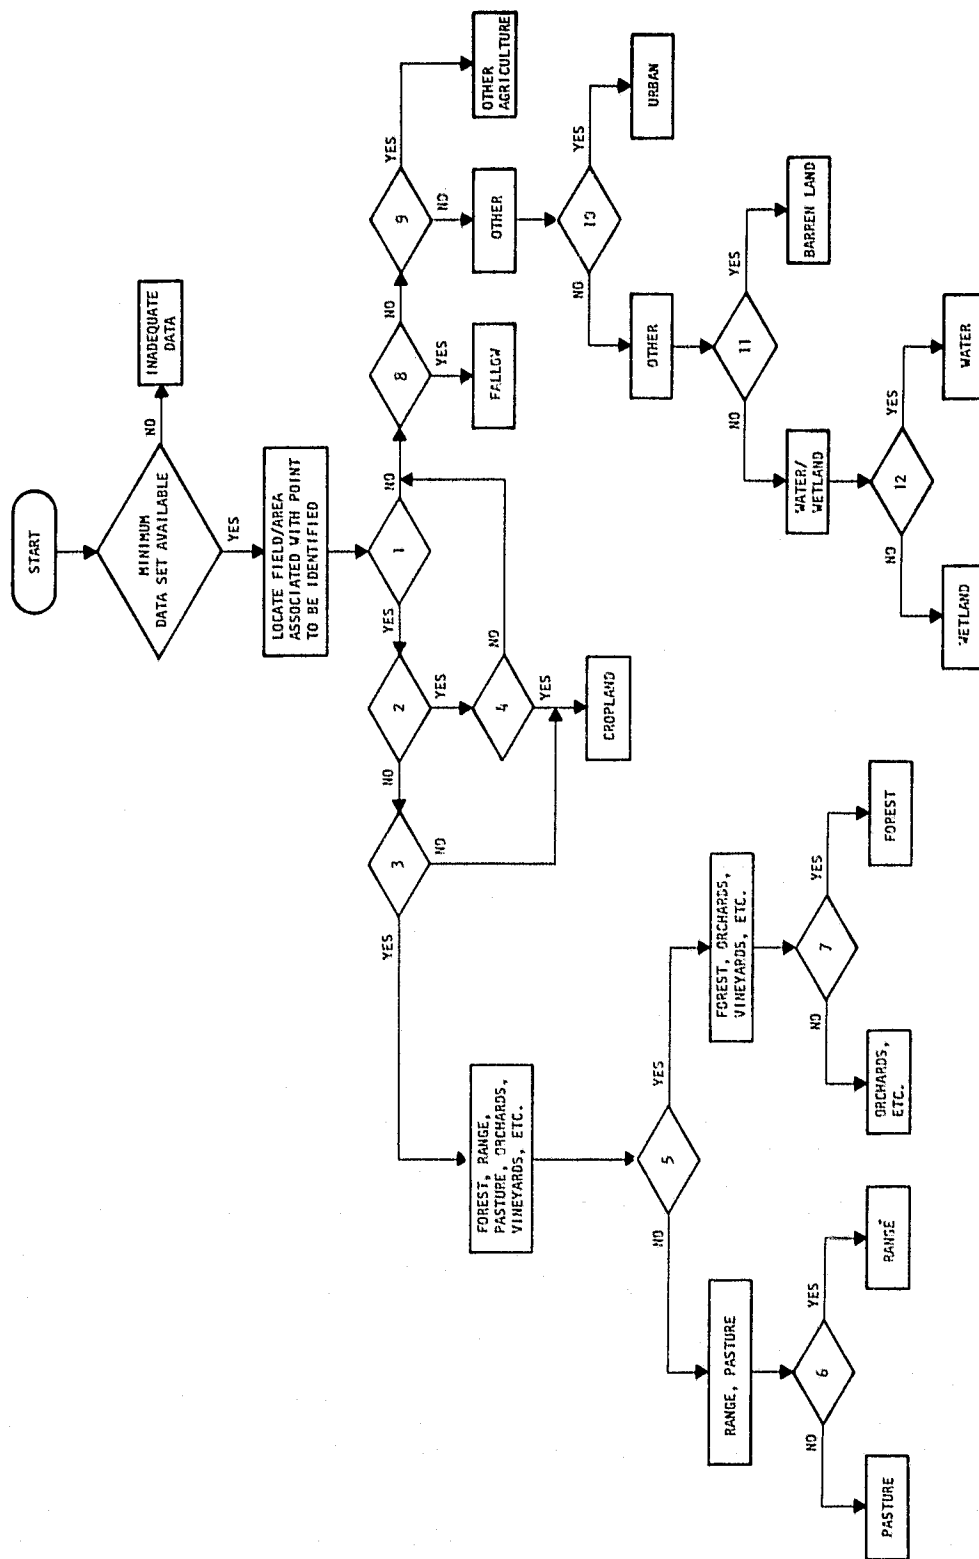 START
MINIMUM
DATA SET AVAILABLE
NO
INADEQUATE
DATA
YES
LOCATE FIELD/AREA
ASSOCIATED WITH POINT
TO BE IDENTIFIED
1
YES
NO
2
NO
YES
3
YES
NO
4
NO
YES
CROPLAND
8
NO
YES
FALLOW
9
YES
NO
OTHER
AGRICULTURE
OTHER
10
NO
YES
URBAN
OTHER
11
NO
YES
BARREN LAND
WATER/
WETLAND
12
NO
YES
WETLAND
WATER
FOREST, RANGE,
PASTURE, ORCHARDS,
VINEYARDS, ETC.
5
NO
YES
RANGE, PASTURE
6
NO
YES
PASTURE
RANGE
FOREST, ORCHARDS,
VINEYARDS, ETC.
7
NO
YES
ORCHARDS,
ETC.
FOREST